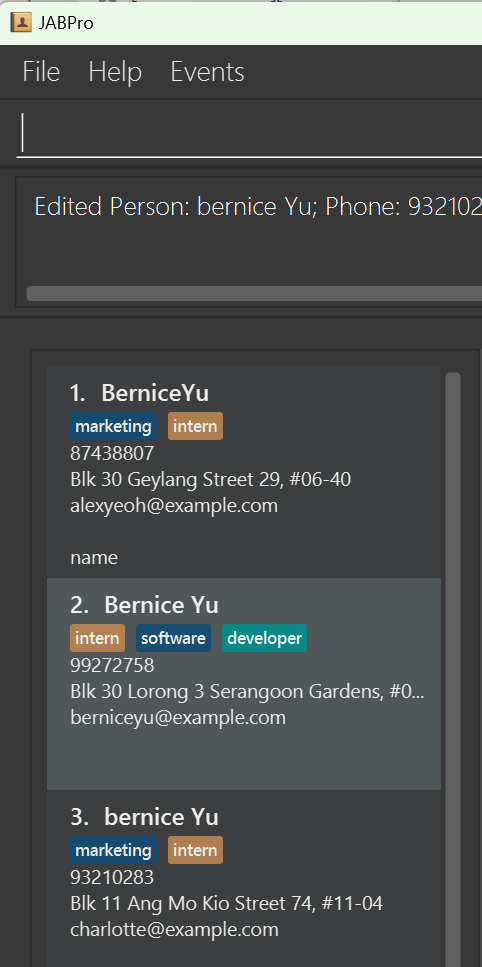 JABPro
File Help Events
Edited Person: bernice Yu; Phone: 932102
1. BerniceYu
marketing intern
87438807
Blk 30 Geylang Street 29, #06-40
alexyeoh@example.com
name
2. Bernice Yu
intern software developer
99272758
Blk 30 Lorong 3 Serangoon Gardens, #0...
berniceyu@example.com
3. bernice Yu
marketing intern
93210283
Blk 11 Ang Mo Kio Street 74, #11-04
charlotte@example.com